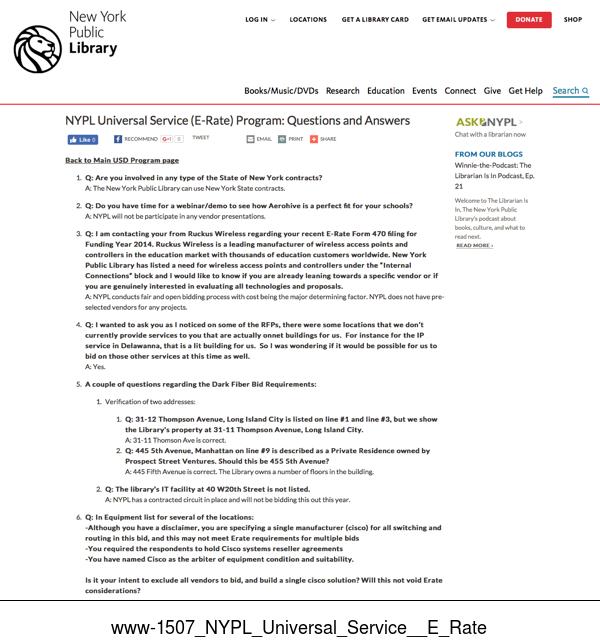 New York
Public
Library
LOG IN
LOCATIONS
GET A LIBRARY CARD
GET EMAIL UPDATES
DONATE
SHOP
Books/Music/DVDs Research Education Events Connect Give Get Help Search
NYPL Universal Service (E-Rate) Program: Questions and Answers
Like 0
RECOMMEND
G+1 0
TWEET
EMAIL
PRINT
SHARE
Back to Main USD Program page
1. Q: Are you involved in any type of the State of New York contracts?
A: The New York Public Library can use New York State contracts.
2. Q: Do you have time for a webinar/demo to see how Aerohive is a perfect fit for your schools?
A: NYPL will not be participate in any vendor presentations.
3. Q: I am contacting your from Ruckus Wireless regarding your recent E-Rate Form 470 filing for
Funding Year 2014. Ruckus Wireless is a leading manufacturer of wireless access points and
controllers in the education market with thousands of education customers worldwide. New York
Public Library has listed a need for wireless access points and controllers under the "Internal
Connections" block and I would like to know if you are already leaning towards a specific vendor or if
you are genuinely interested in evaluating all technologies and proposals.
A: NYPL conducts fair and open bidding process with cost being the major determining factor. NYPL does not have pre-
selected vendors for any projects.
4. Q: I wanted to ask you as I noticed on some of the RFPs, there were some locations that we don't
currently provide services to you that are actually onnet buildings for us. For instance for the IP
service in Delawanna, that is a lit building for us. So I was wondering if it would be possible for us to
bid on those other services at this time as well.
A: Yes.
5. A couple of questions regarding the Dark Fiber Bid Requirements:
1. Verification of two addresses:
1. Q: 31-12 Thompson Avenue, Long Island City is listed on line #1 and line #3, but we show
the Library's property at 31-11 Thompson Avenue, Long Island City.
A: 31-11 Thomson Ave is correct.
2. Q: 445 5th Avenue, Manhattan on line #9 is described as a Private Residence owned by
Prospect Street Ventures. Should this be 455 5th Avenue?
A: 445 Fifth Avenue is correct. The Library owns a number of floors in the building.
2. Q: The library's IT facility at 40 W20th Street is not listed.
A: NYPL has a contracted circuit in place and will not be bidding this out this year.
6. Q: In Equipment list for several of the locations:
-Although you have a disclaimer, you are specifying a single manufacturer (cisco) for all switching and
routing in this bid, and this may not meet Erate requirements for multiple bids
-You required the respondents to hold Cisco systems reseller agreements
-You have named Cisco as the arbiter of equipment condition and suitability.
Is it your intent to exclude all vendors to bid, and build a single cisco solution? Will this not void Erate
considerations?
ASK NYPL >
Chat with a librarian now
FROM OUR BLOGS
Winnie-the-Podcast: The
Librarian Is In Podcast, Ep.
21
Welcome to The Librarian Is
In, The New York Public
Library's podcast about
books, culture, and what to
read next.
READ MORE ›
www-1507_NYPL_Universal_Service__E_Rate